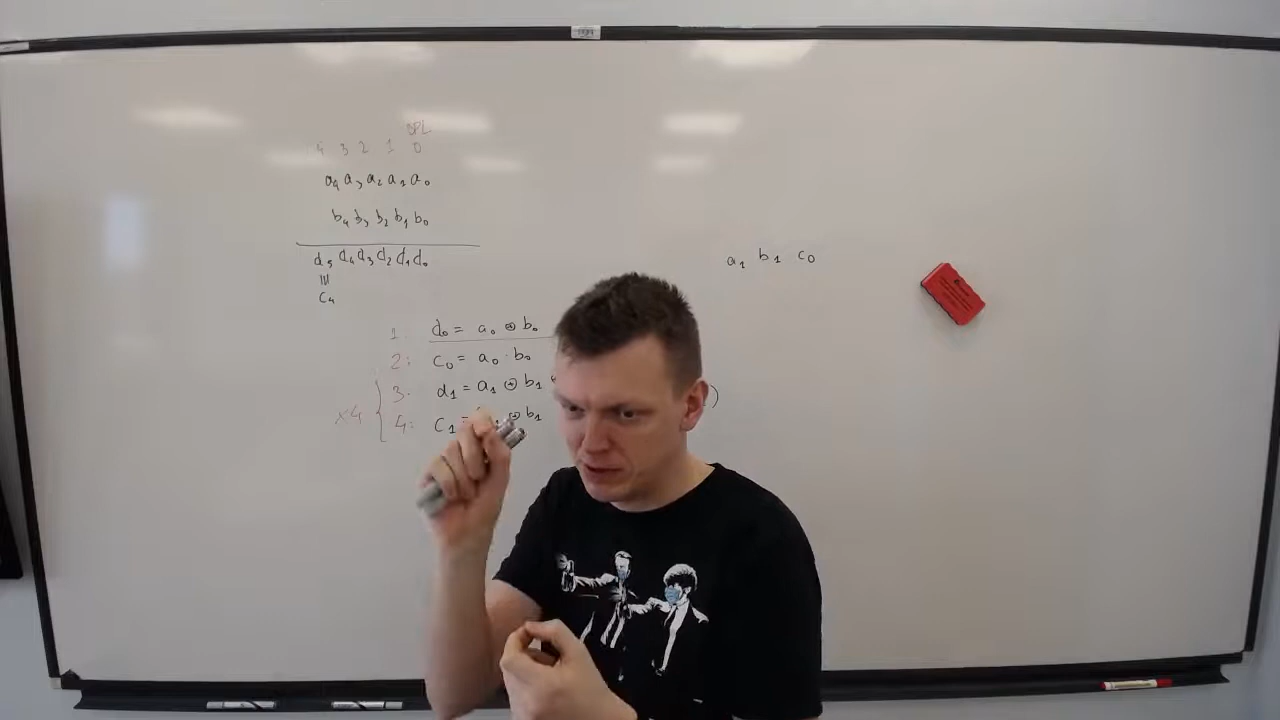 4 3 2 1 0
a₄ a₃ a₂ a₁ a₀
b₄ b₃ b₂ b₁ b₀
d₅ d₄ d₃ d₂ d₁ d₀
c₄
a₁ b₁ c₀
1: d₀ = a₀ ⊕ b₀
2: c₀ = a₀ · b₀
3: d₁ = a₁ ⊕ b₁
)
x4
4: c₁ = ⊕ b₁